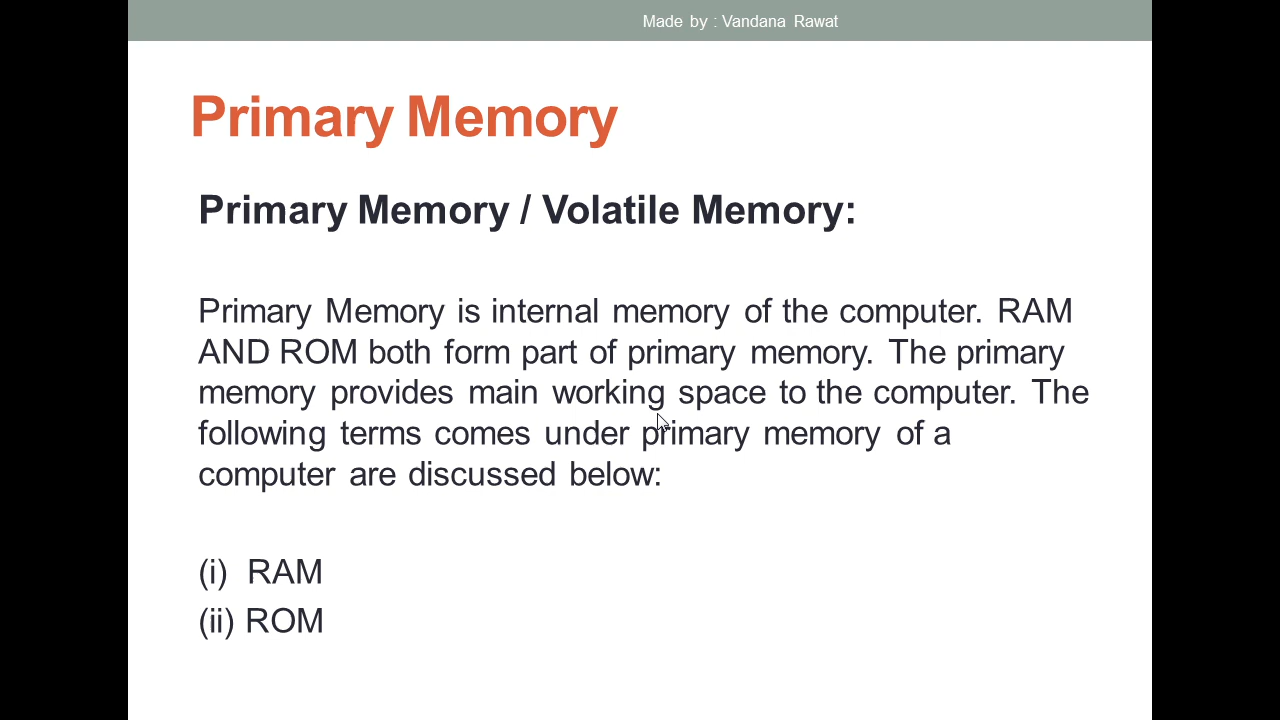 Made by : Vandana Rawat
Primary Memory
Primary Memory / Volatile Memory:
Primary Memory is internal memory of the computer. RAM
AND ROM both form part of primary memory. The primary
memory provides main working space to the computer. The
following terms comes under primary memory of a
computer are discussed below:
(i) RAM
(ii) ROM